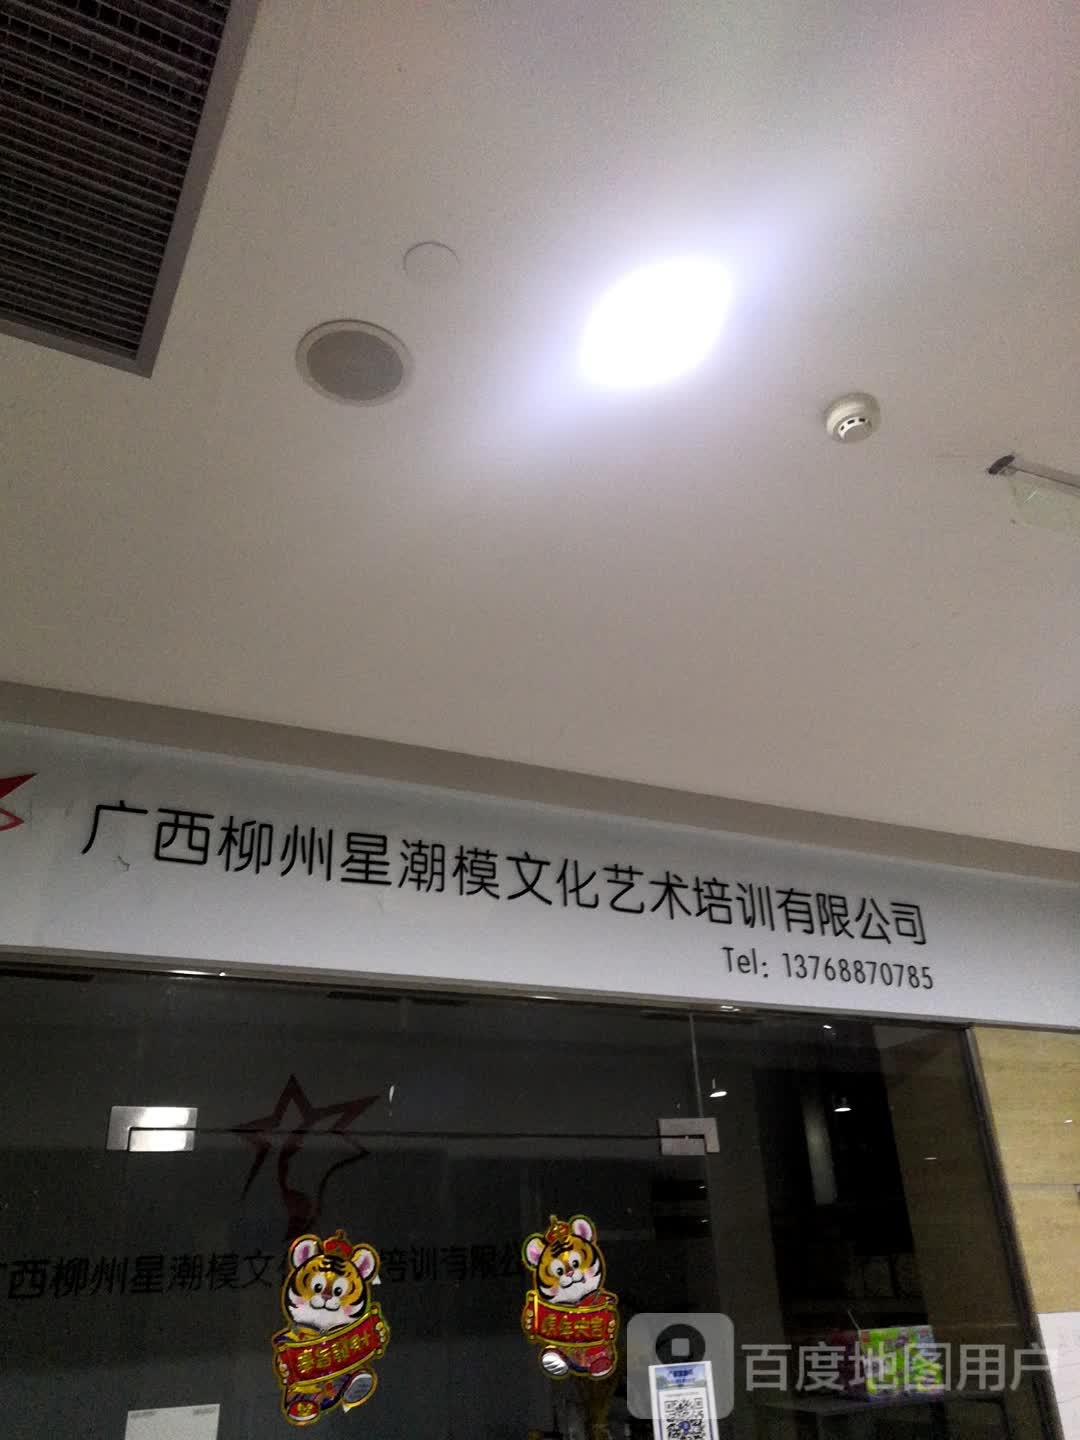 广西柳州星潮模文化艺术培训有限公司
Tel: 13768870785
西柳州星潮模文 培训有限公
百度地图用户